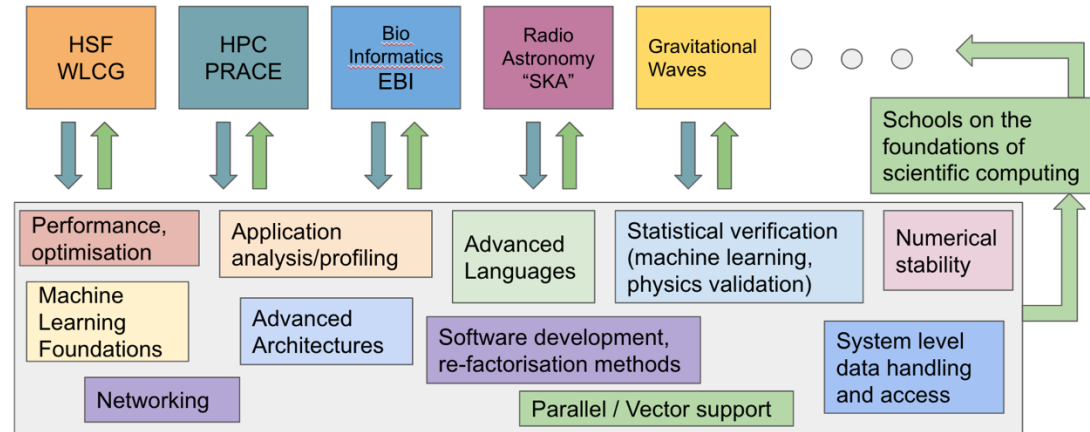 HSF
WLCG
HPC
PRACE
Bio
Informatics
EBI
Radio
Astronomy
“SKA”
Gravitational
Waves
Schools on the
foundations of
scientific computing
Performance,
optimisation
Application
analysis/profiling
Advanced
Languages
Statistical verification
(machine learning,
physics validation)
Numerical
stability
Machine
Learning
Foundations
Advanced
Architectures
Software development,
re-factorisation methods
System level
data handling
and access
Networking
Parallel / Vector support